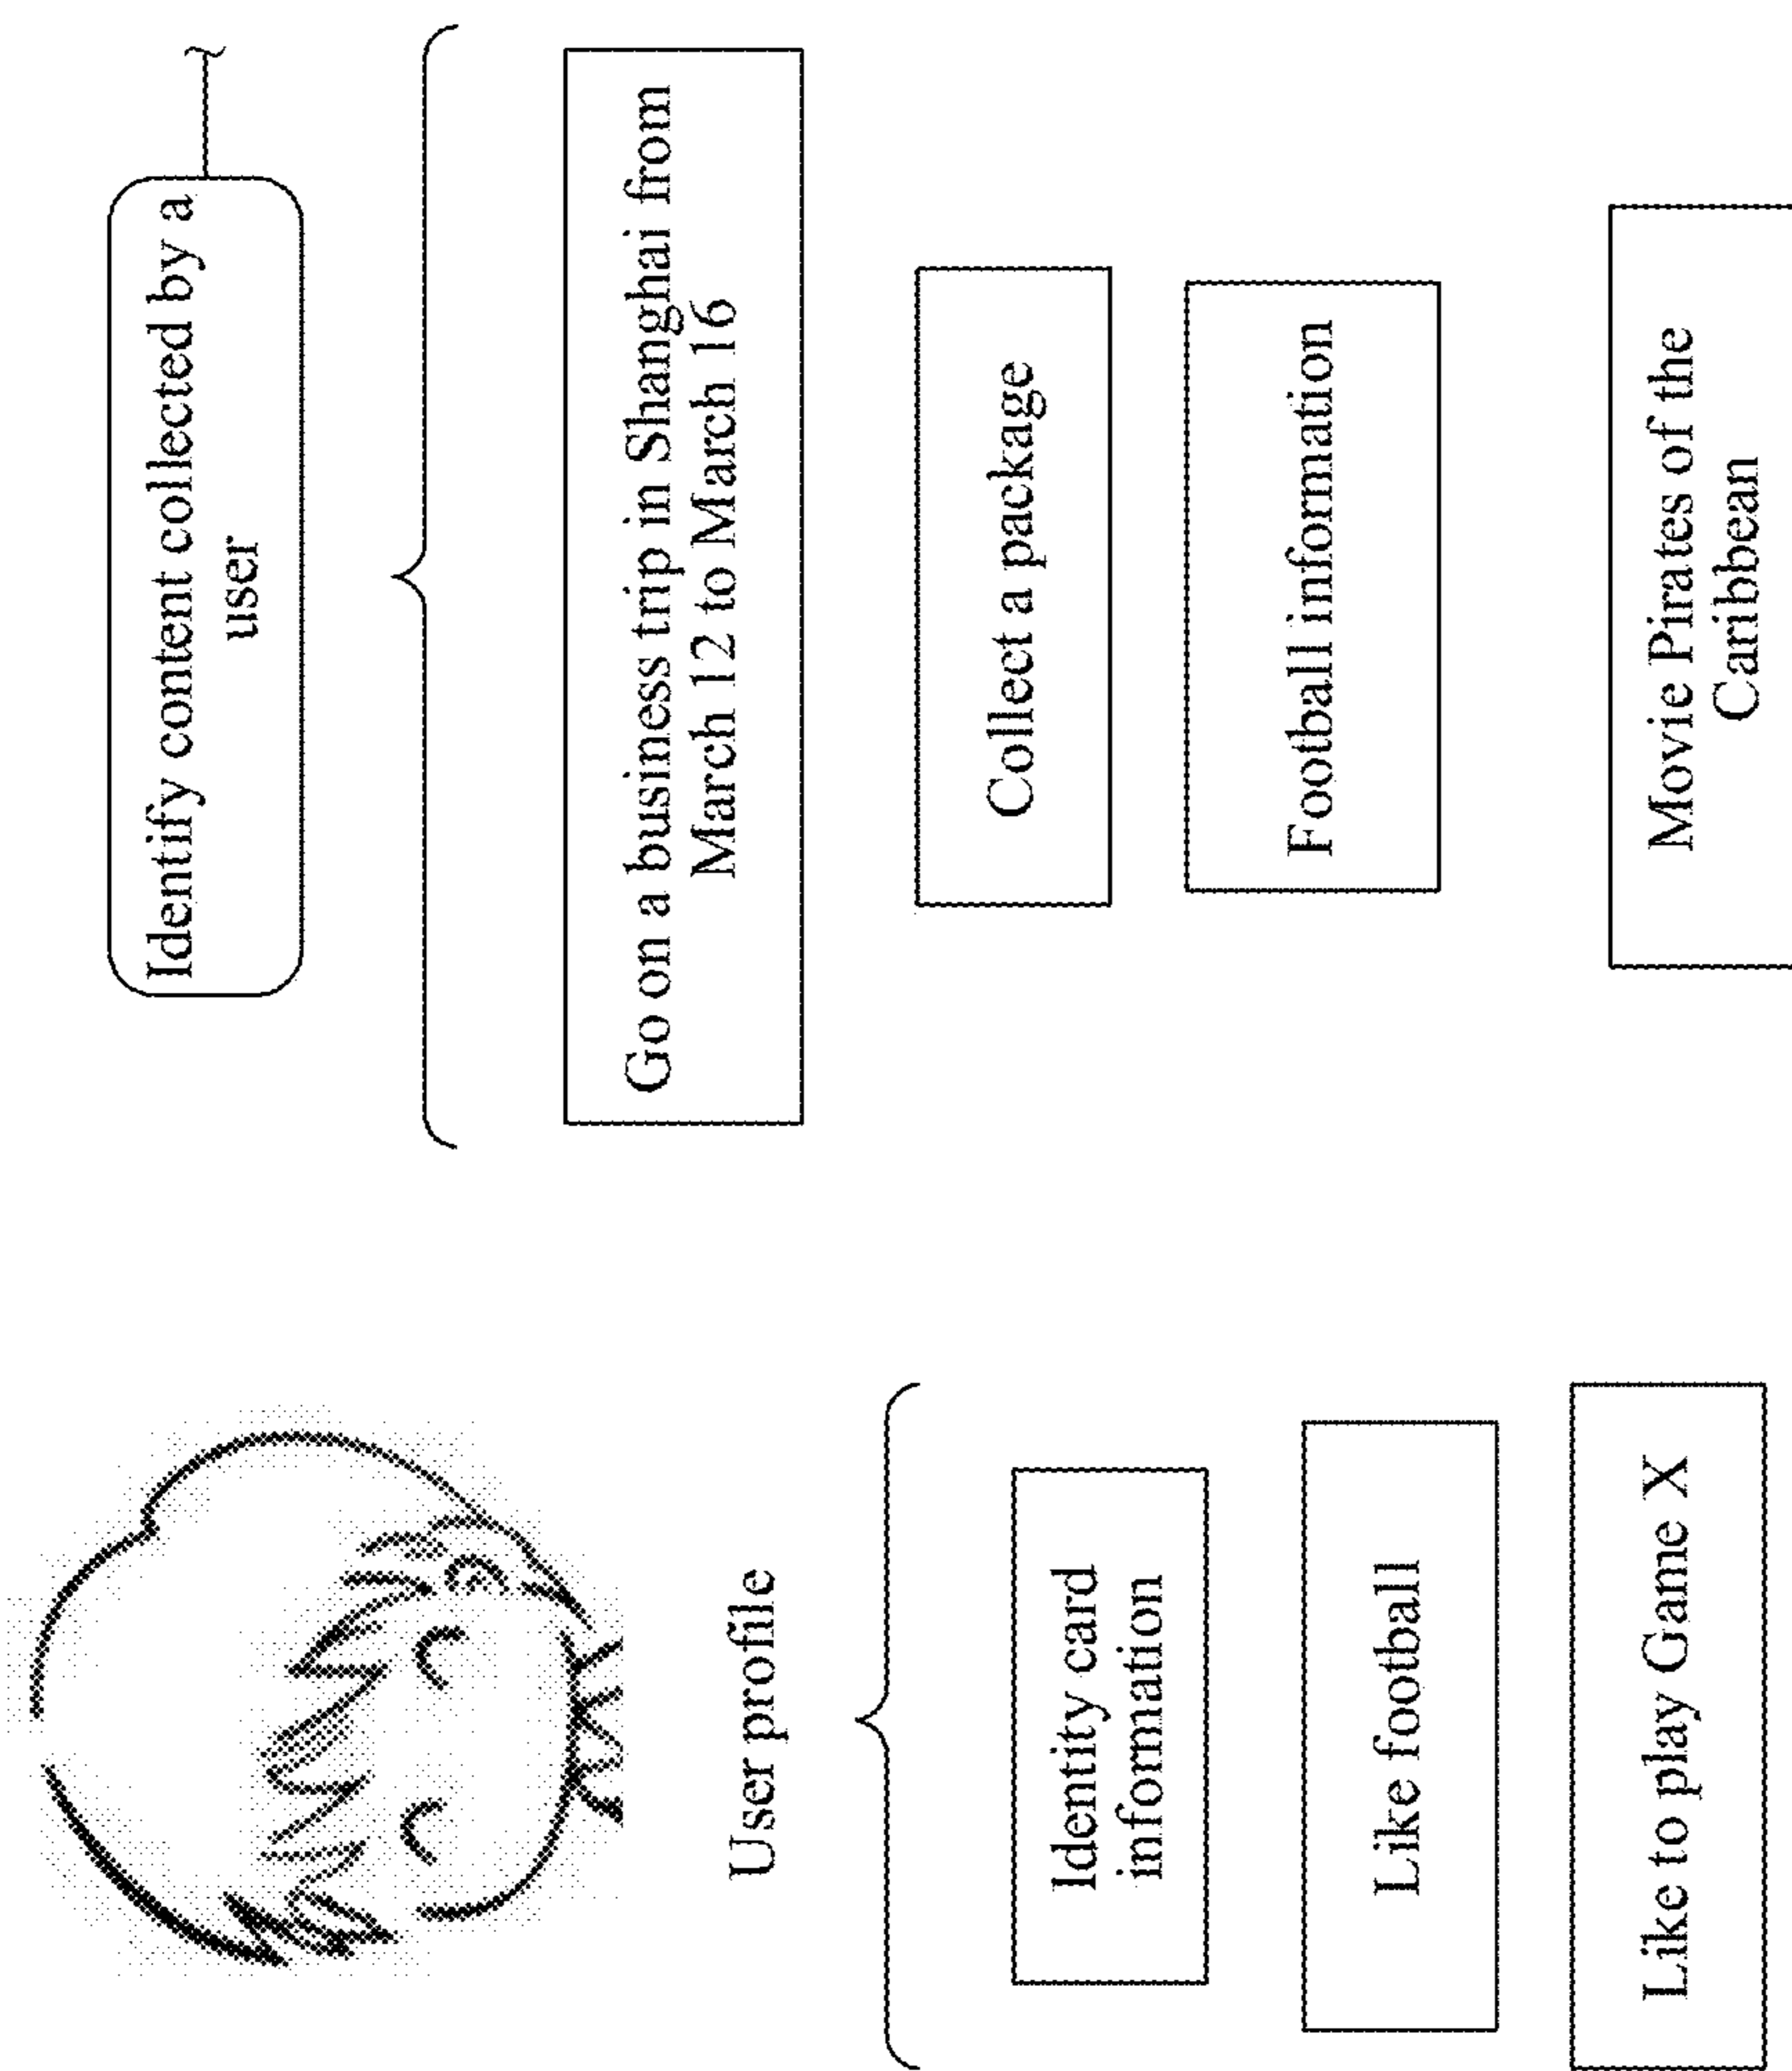 User profile
Identity card
information
Like football
Like to play Game X
Identify content collected by a
user
Go on a business trip in Shanghai from
March 12 to March 16
Collect a package
Football information
Movie Pirates of the
Caribbean